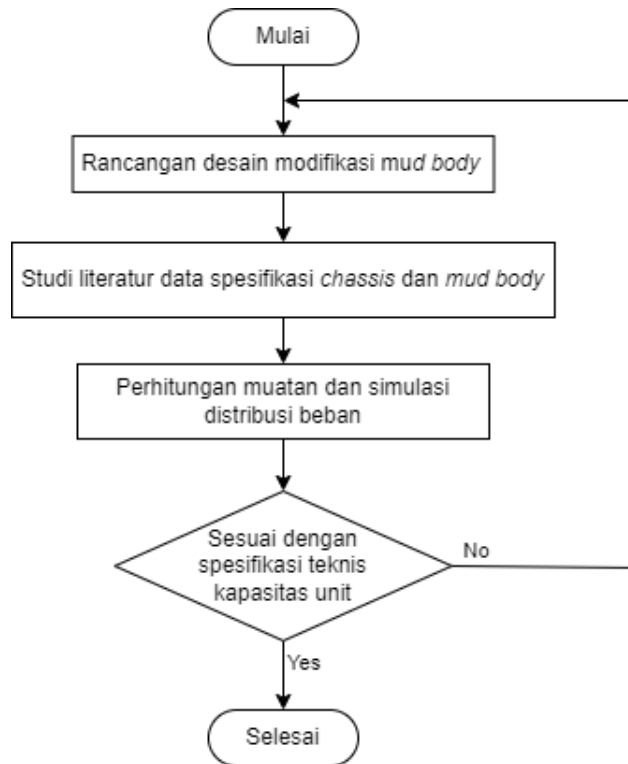 Mulai
Rancangan desain modifikasi mud body
Studi literatur data spesifikasi chassis dan mud body
Perhitungan muatan dan simulasi
distribusi beban
Sesuai dengan
spesifikasi teknis
kapasitas unit
No
Yes
Selesai